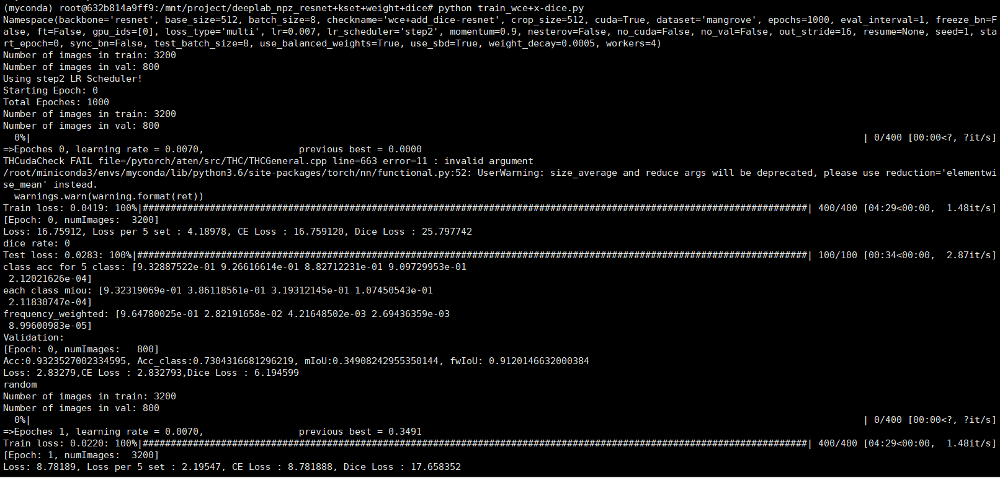 (myconda) root@632b814a9ff9:/mnt/project/deeplab_npz_resnet+kset+weight+dice# python train_wce+x-dice.py
Namespace(backbone='resnet', base_size=512, batch_size=8, checkname='wce+add_dice-resnet', crop_size=512, cuda=True, dataset='mangrove', epochs=1000, eval_interval=1, freeze_bn=F
alse, ft=False, gpu_ids=[0], loss_type='multi', lr=0.007, lr_scheduler='step2', momentum=0.9, nesterov=False, no_cuda=False, no_val=False, out_stride=16, resume=None, seed=1, sta
rt_epoch=0, sync_bn=False, test_batch_size=8, use_balanced_weights=True, use_sbd=True, weight_decay=0.0005, workers=4)
Number of images in train: 3200
Number of images in val: 800
Using step2 LR Scheduler!
Starting Epoch: 0
Total Epoches: 1000
Number of images in train: 3200
Number of images in val: 800
  0%|                                                                                                    | 0/400 [00:00<?, ?it/s]
=>Epoches 0, learning rate = 0.0070,                 previous best = 0.0000
THCudaCheck FAIL file=/pytorch/aten/src/THC/THCGeneral.cpp line=663 error=11 : invalid argument
/root/miniconda3/envs/myconda/lib/python3.6/site-packages/torch/nn/functional.py:52: UserWarning: size_average and reduce args will be deprecated, please use reduction='elementwi
se_mean' instead.
  warnings.warn(warning.format(ret))
Train loss: 0.0419: 100%|#######################################################################################################################| 400/400 [04:29<00:00,  1.48it/s]
[Epoch: 0, numImages:  3200]
Loss: 16.75912, Loss per 5 set : 4.18978, CE Loss : 16.759120, Dice Loss : 25.797742
dice rate: 0
Test loss: 0.0283: 100%|########################################################################################################################| 100/100 [00:34<00:00,  2.87it/s]
class acc for 5 class: [9.32887522e-01 9.26616614e-01 8.82712231e-01 9.09729953e-01
 2.12021626e-04]
each class miou: [9.32319069e-01 3.86118561e-01 3.19312145e-01 1.07450543e-01
 2.11830747e-04]
frequency_weighted: [9.64780025e-01 2.82191658e-02 4.21648502e-03 2.69436359e-03
 8.99600983e-05]
Validation:
[Epoch: 0, numImages:   800]
Acc:0.9323527002334595, Acc_class:0.7304316681296219, mIoU:0.34908242955350144, fwIoU: 0.9120146632000384
Loss: 2.83279,CE Loss : 2.832793,Dice Loss : 6.194599
random
Number of images in train: 3200
Number of images in val: 800
  0%|                                                                                                    | 0/400 [00:00<?, ?it/s]
=>Epoches 1, learning rate = 0.0070,                 previous best = 0.3491
Train loss: 0.0220: 100%|#######################################################################################################################| 400/400 [04:29<00:00,  1.48it/s]
[Epoch: 1, numImages:  3200]
Loss: 8.78189, Loss per 5 set : 2.19547, CE Loss : 8.781888, Dice Loss : 17.658352